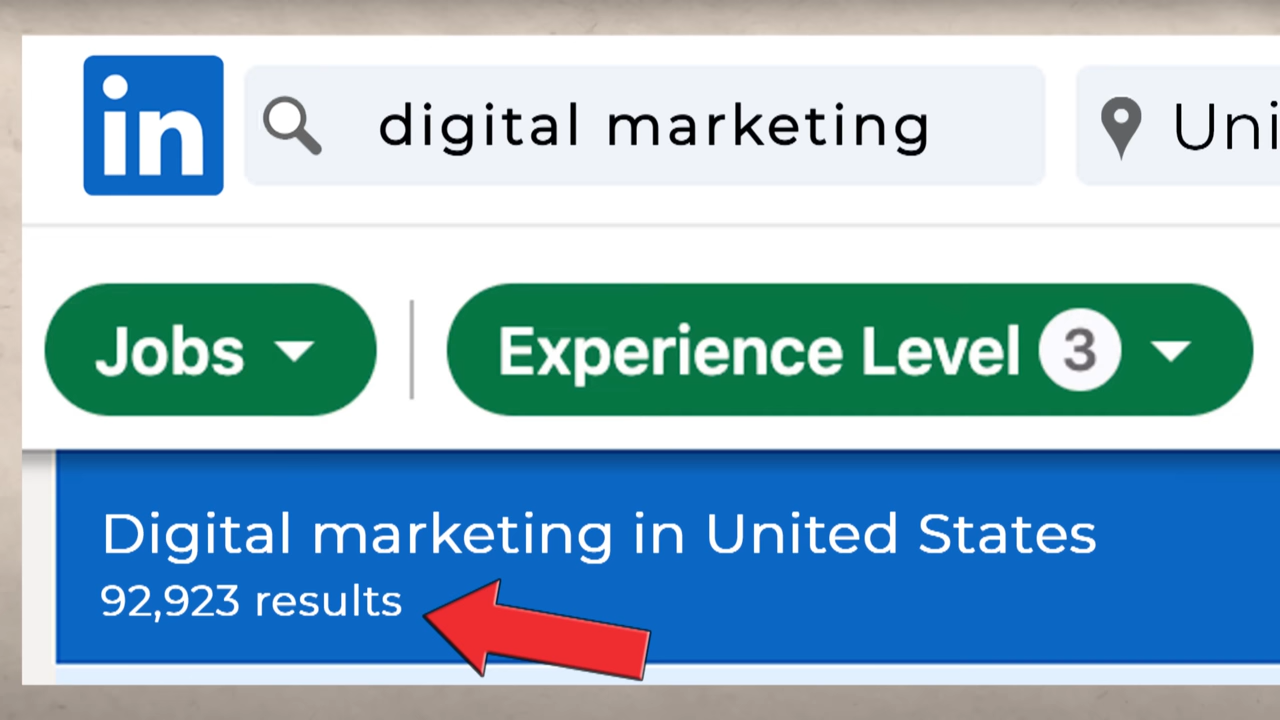 in
digital marketing
Uni
Jobs
Experience Level 3
Digital marketing in United States
92,923 results